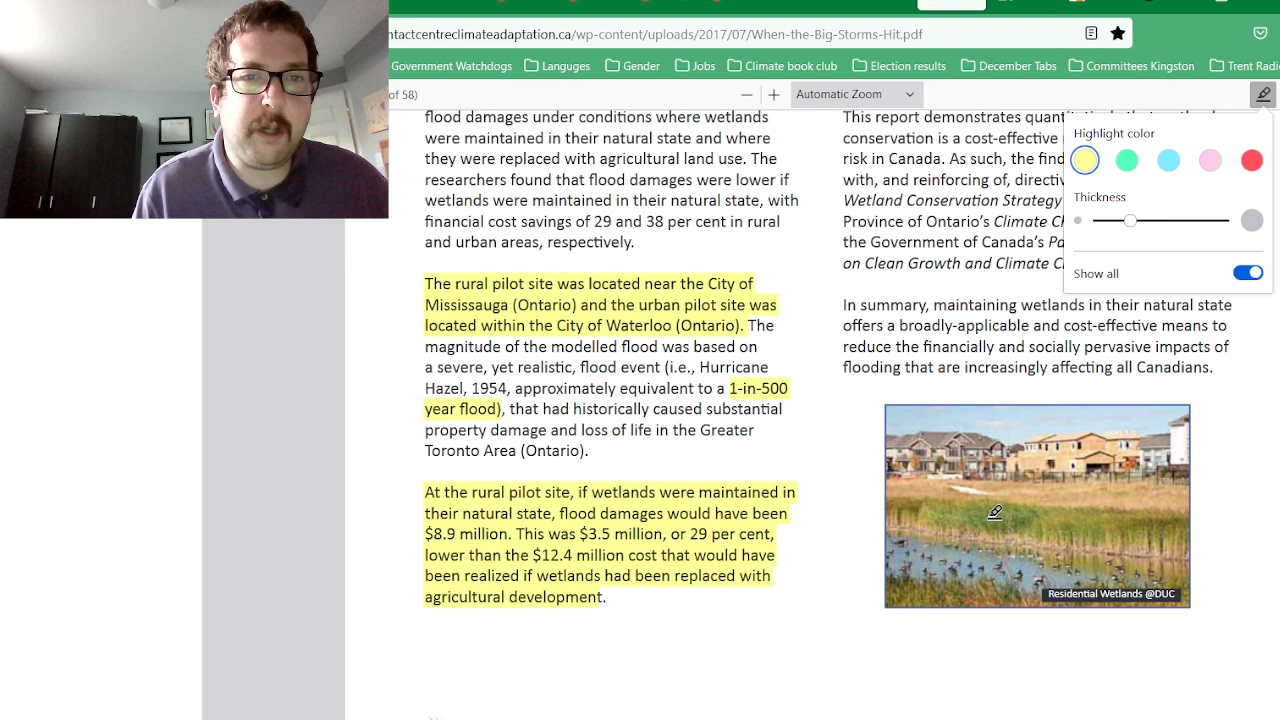 ntactcentreclimateadaptation.ca/wp-content/uploads/2017/07/When-the-Big-Storms-Hit.pdf
Government Watchdogs Languges Gender Jobs Climate book club Election results December Tabs Committees Kingston Trent Radi
of 58) Automatic Zoom
flood damages under conditions where wetlands
were maintained in their natural state and where
they were replaced with agricultural land use. The
researchers found that flood damages were lower if
wetlands were maintained in their natural state, with
financial cost savings of 29 and 38 per cent in rural
and urban areas, respectively.
The rural pilot site was located near the City of
Mississauga (Ontario) and the urban pilot site was
located within the City of Waterloo (Ontario). The
magnitude of the modelled flood was based on
a severe, yet realistic, flood event (i.e., Hurricane
Hazel, 1954, approximately equivalent to a 1-in-500
year flood), that had historically caused substantial
property damage and loss of life in the Greater
Toronto Area (Ontario).
At the rural pilot site, if wetlands were maintained in
their natural state, flood damages would have been
$8.9 million. This was $3.5 million, or 29 per cent,
lower than the $12.4 million cost that would have
been realized if wetlands had been replaced with
agricultural development.
This report demonstrates quantit
conservation is a cost-effective
risk in Canada. As such, the find
with, and reinforcing of, directiv
Wetland Conservation Strategy
Province of Ontario's Climate Ch
the Government of Canada's Pa
on Clean Growth and Climate C
In summary, maintaining wetlands in their natural state
offers a broadly-applicable and cost-effective means to
reduce the financially and socially pervasive impacts of
flooding that are increasingly affecting all Canadians.
Residential Wetlands @DUC
Highlight color
Thickness
Show all